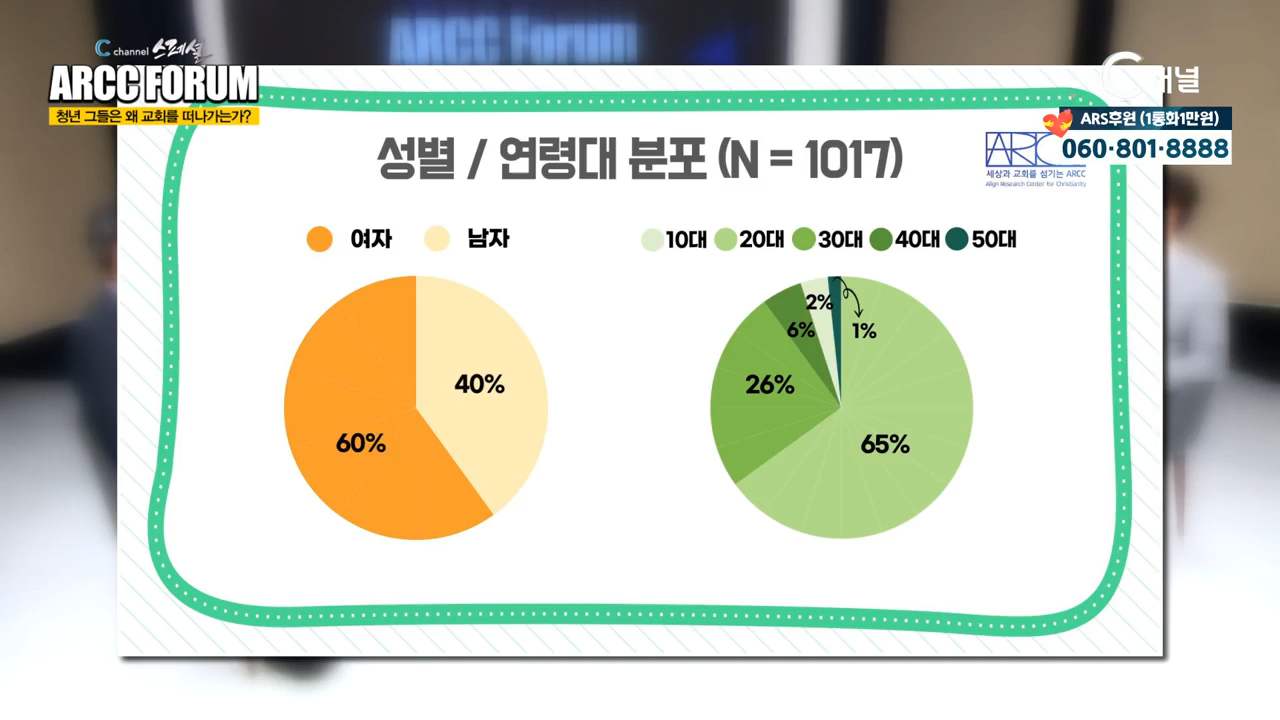 ARCC Forum
C channel 스페셜
ARCC FORUM
청년 그들은 왜 교회를 떠나가는가?
ARS후원 (1통화1만원)
060·801·8888
성별 / 연령대 분포 (N = 1017)
세상과 교회를 섬기는 ARCC
Align Research Center for Christianity
여자 남자
10대 20대 30대 40대 50대
40%
60%
2%
1%
6%
26%
65%